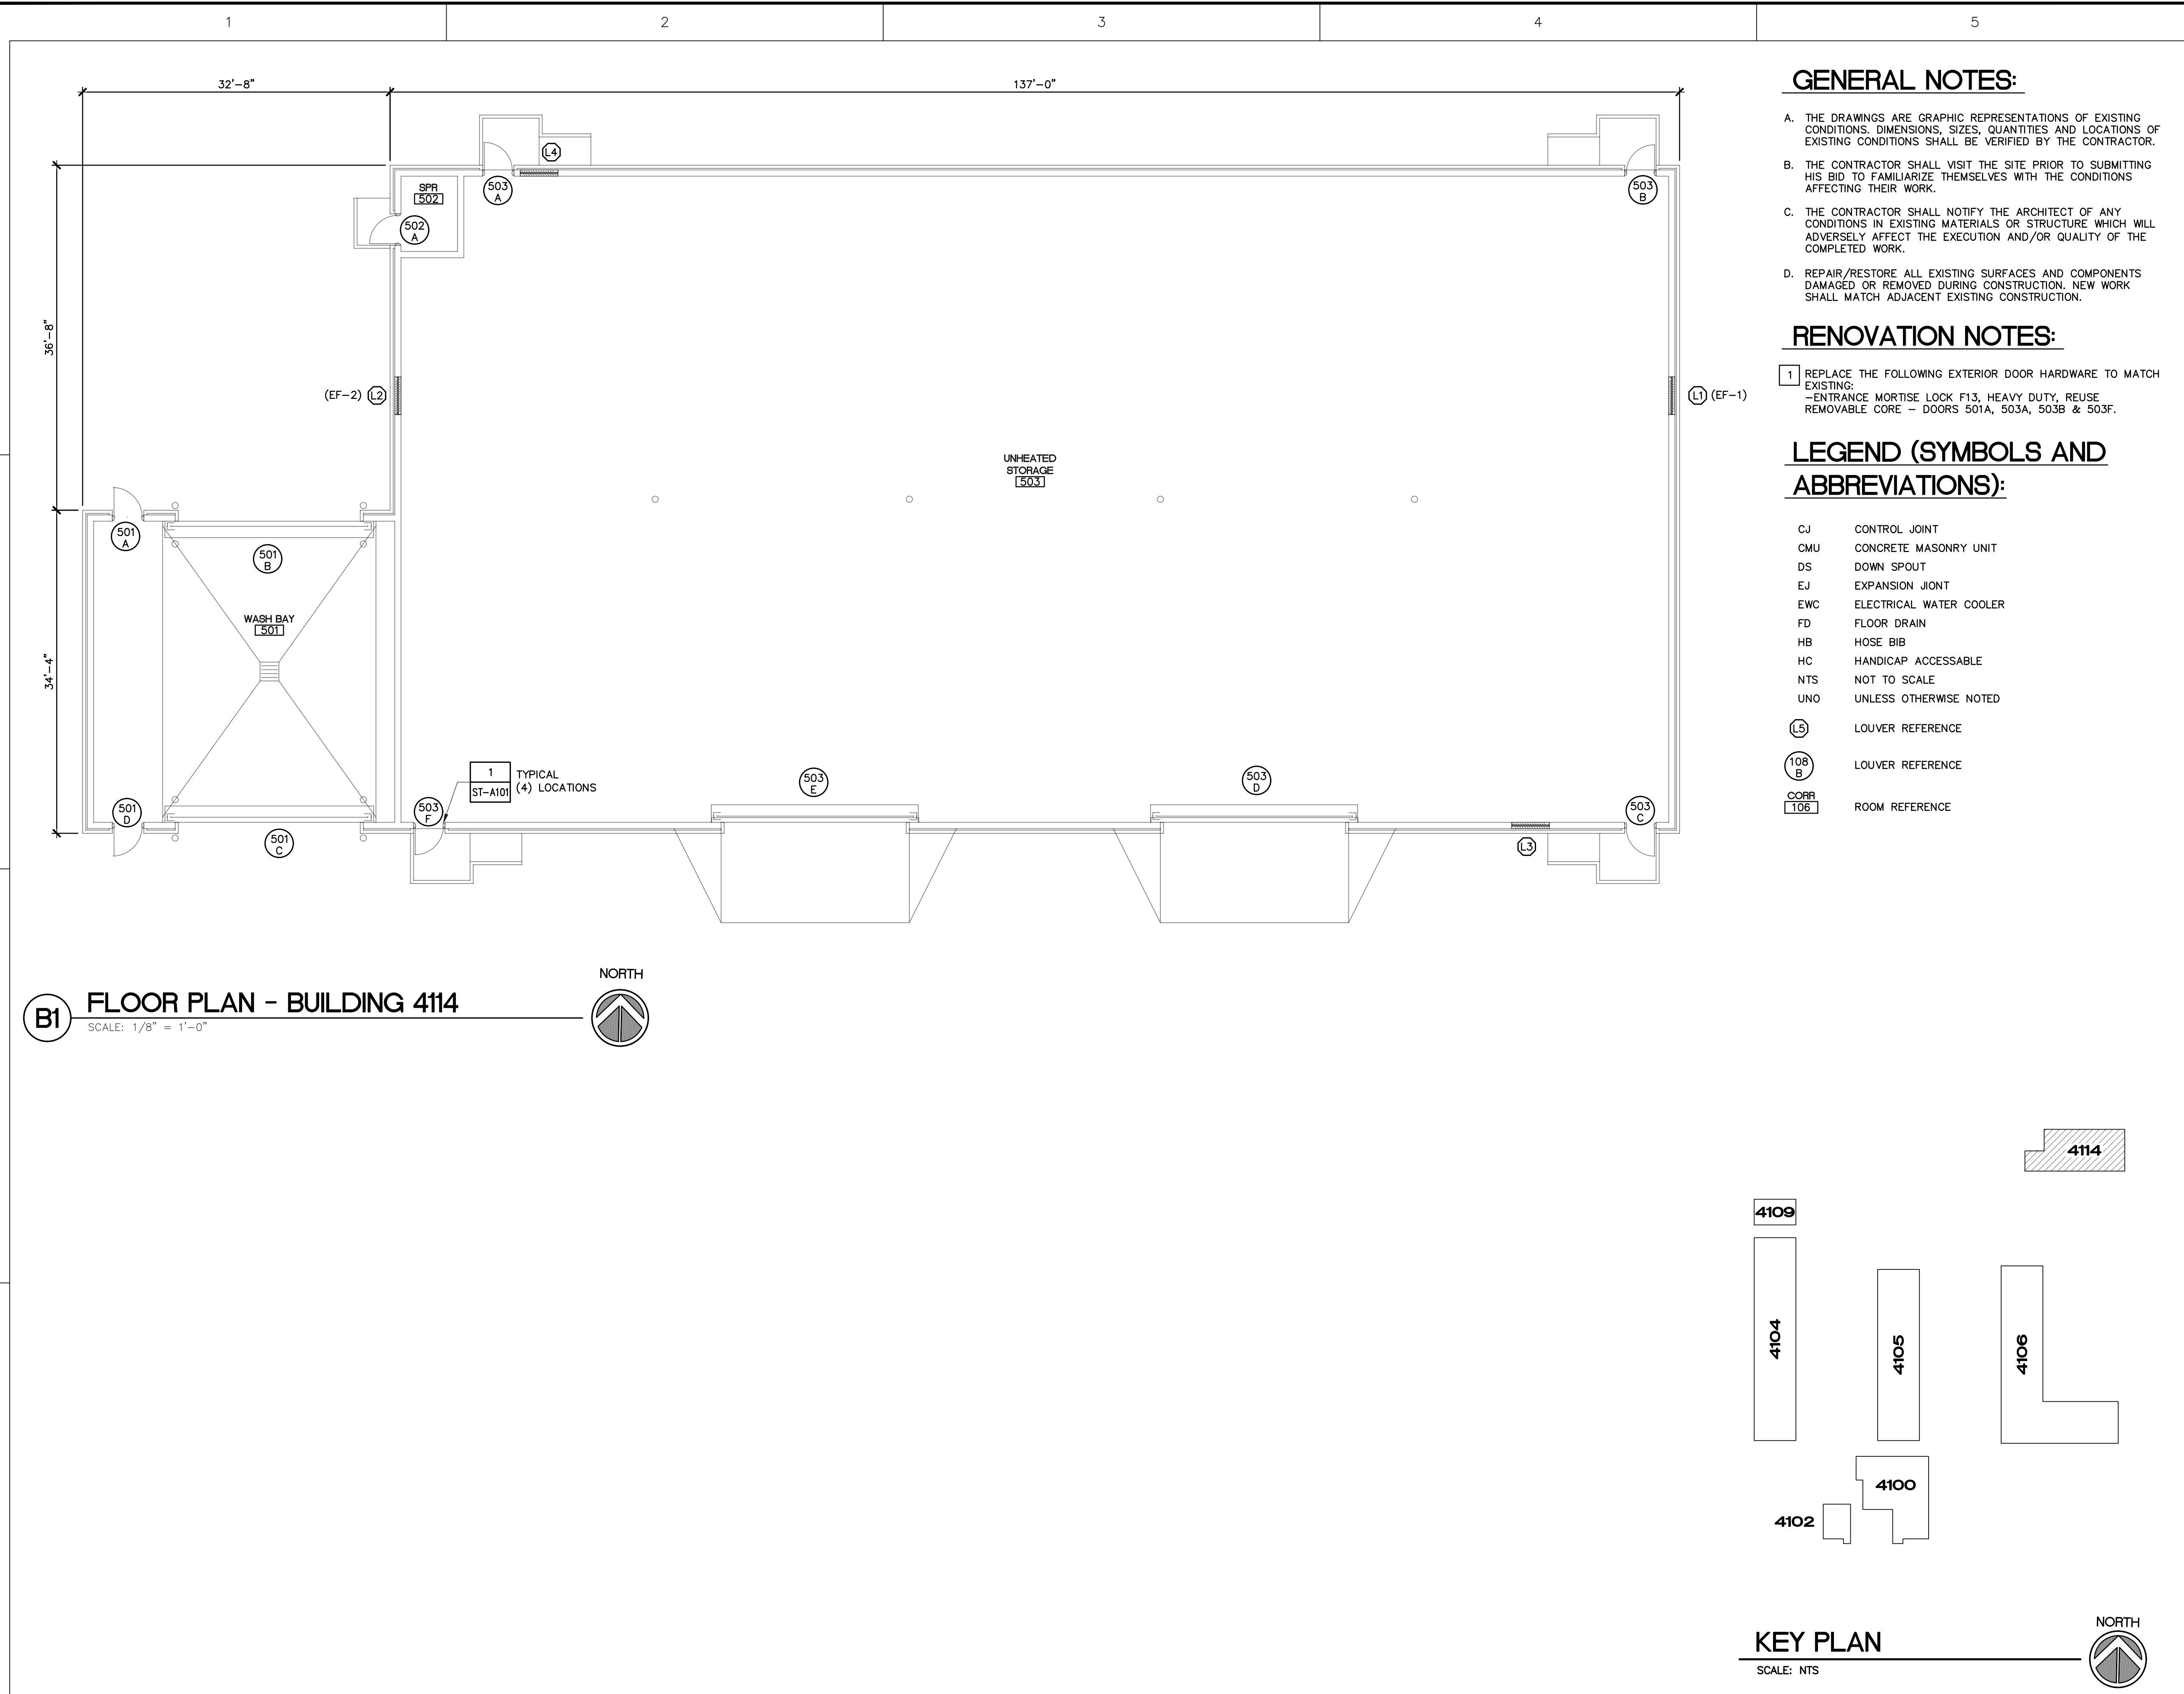 1
2
3
4
5
32'-8"
137'-0"
36'-8"
34'-4"
L4
503
A
503
B
SPR
502
502
A
(EF-2) L2
L1 (EF-1)
UNHEATED
STORAGE
503
501
A
501
B
WASH BAY
501
1
ST-A101
TYPICAL
(4) LOCATIONS
503
E
503
D
501
D
503
F
503
C
501
C
L3
B1
FLOOR PLAN - BUILDING 4114
SCALE: 1/8" = 1'-0"
NORTH
GENERAL NOTES:
A. THE DRAWINGS ARE GRAPHIC REPRESENTATIONS OF EXISTING
CONDITIONS. DIMENSIONS, SIZES, QUANTITIES AND LOCATIONS OF
EXISTING CONDITIONS SHALL BE VERIFIED BY THE CONTRACTOR.
B. THE CONTRACTOR SHALL VISIT THE SITE PRIOR TO SUBMITTING
HIS BID TO FAMILIARIZE THEMSELVES WITH THE CONDITIONS
AFFECTING THEIR WORK.
C. THE CONTRACTOR SHALL NOTIFY THE ARCHITECT OF ANY
CONDITIONS IN EXISTING MATERIALS OR STRUCTURE WHICH WILL
ADVERSELY AFFECT THE EXECUTION AND/OR QUALITY OF THE
COMPLETED WORK.
D. REPAIR/RESTORE ALL EXISTING SURFACES AND COMPONENTS
DAMAGED OR REMOVED DURING CONSTRUCTION. NEW WORK
SHALL MATCH ADJACENT EXISTING CONSTRUCTION.
RENOVATION NOTES:
1 REPLACE THE FOLLOWING EXTERIOR DOOR HARDWARE TO MATCH
EXISTING:
-ENTRANCE MORTISE LOCK F13, HEAVY DUTY, REUSE
REMOVABLE CORE - DOORS 501A, 503A, 503B & 503F.
LEGEND (SYMBOLS AND
ABBREVIATIONS):
CJ CONTROL JOINT
CMU CONCRETE MASONRY UNIT
DS DOWN SPOUT
EJ EXPANSION JIONT
EWC ELECTRICAL WATER COOLER
FD FLOOR DRAIN
HB HOSE BIB
HC HANDICAP ACCESSABLE
NTS NOT TO SCALE
UNO UNLESS OTHERWISE NOTED
L5 LOUVER REFERENCE
108
B
LOUVER REFERENCE
CORR
106
ROOM REFERENCE
4114
4109
4104
4105
4106
4100
4102
KEY PLAN
SCALE: NTS
NORTH